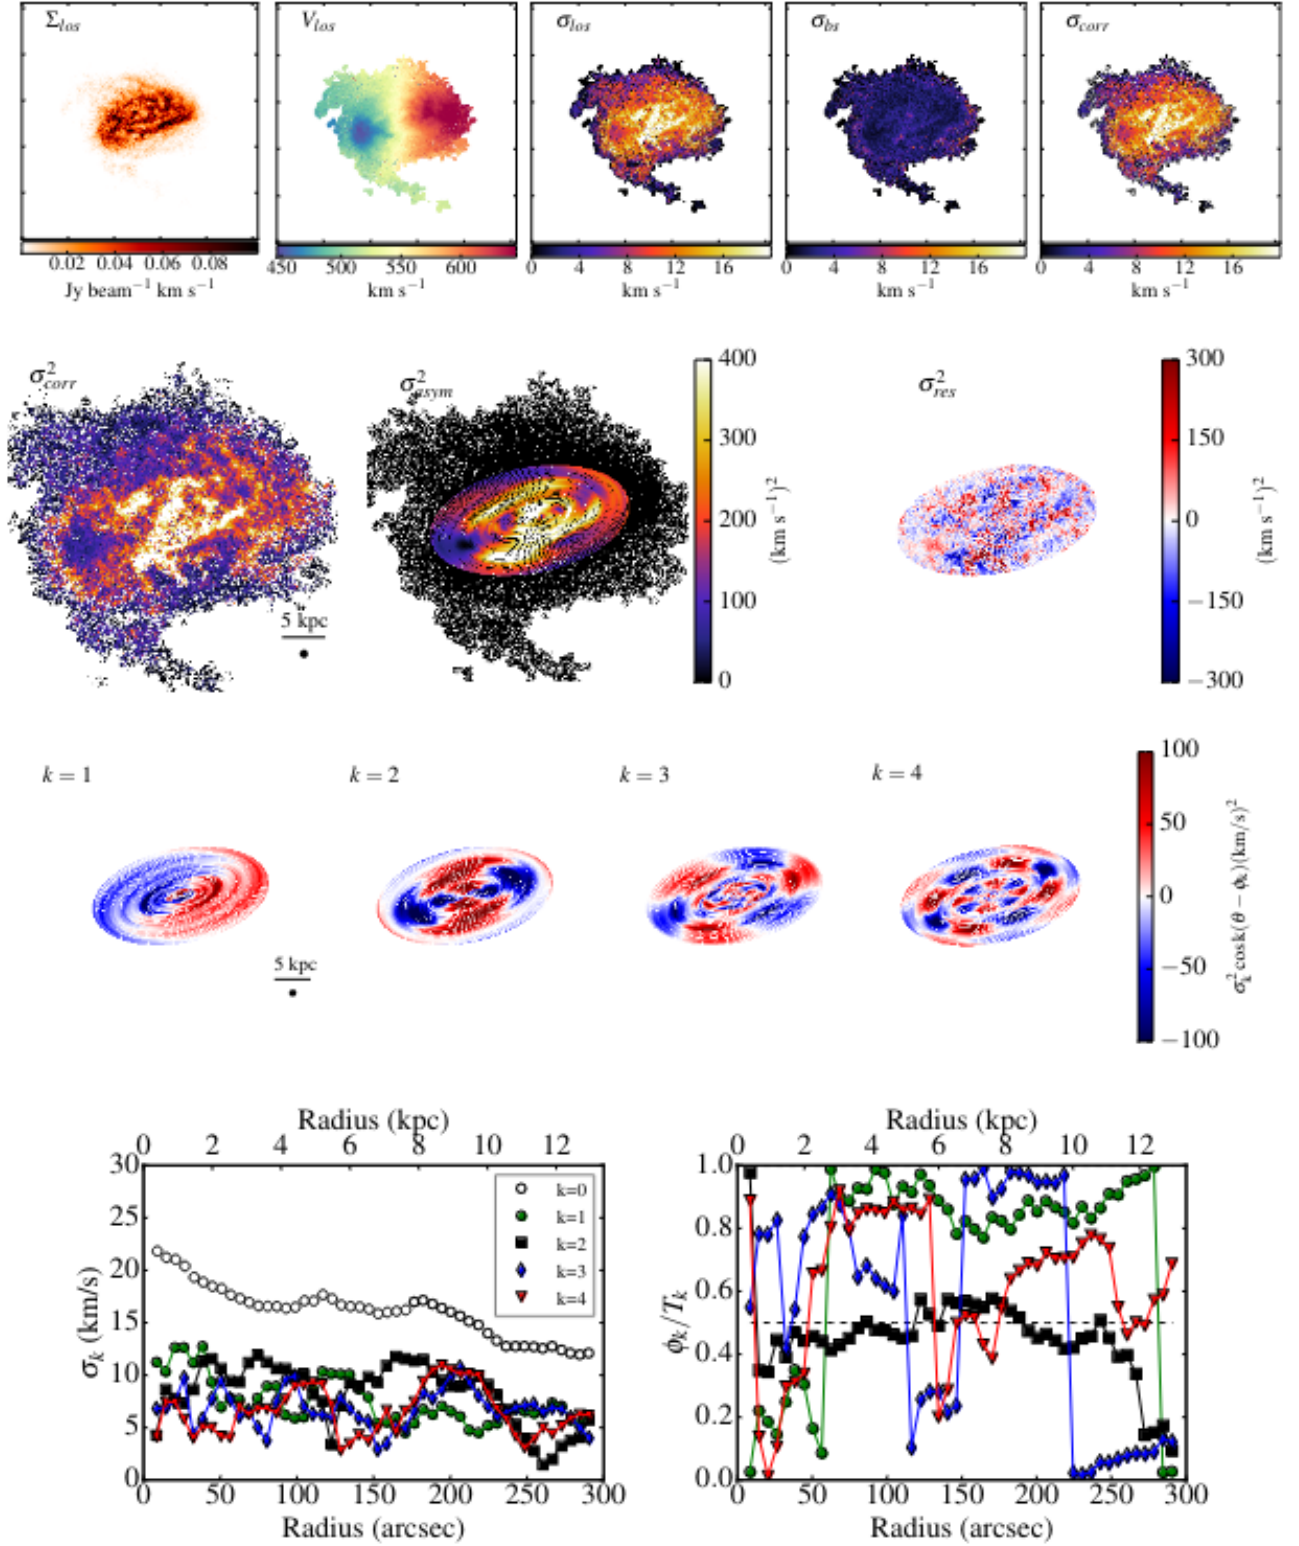 Σlos
Vlos
σlos
σbs
σcorr
0.02 0.04 0.06 0.08
450 500 550 600
0 4 8 12 16
0 4 8 12 16
0 4 8 12 16
Jy beam⁻¹ km s⁻¹
km s⁻¹
km s⁻¹
km s⁻¹
km s⁻¹
σ²corr
5 kpc
σ²asym
400
300
200
100
0
(km s⁻¹)²
σ²res
300
150
0
−150
−300
(km s⁻¹)²
k = 1
k = 2
k = 3
k = 4
5 kpc
100
50
0
−50
−100
σ²k cos k(θ − φk)(km/s)²
Radius (kpc)
0 2 4 6 8 10 12
30
25
20
15
10
5
0
σk (km/s)
k=0
k=1
k=2
k=3
k=4
0 50 100 150 200 250 300
Radius (arcsec)
Radius (kpc)
0 2 4 6 8 10 12
1.0
0.8
0.6
0.4
0.2
0.0
φk/Tk
0 50 100 150 200 250 300
Radius (arcsec)